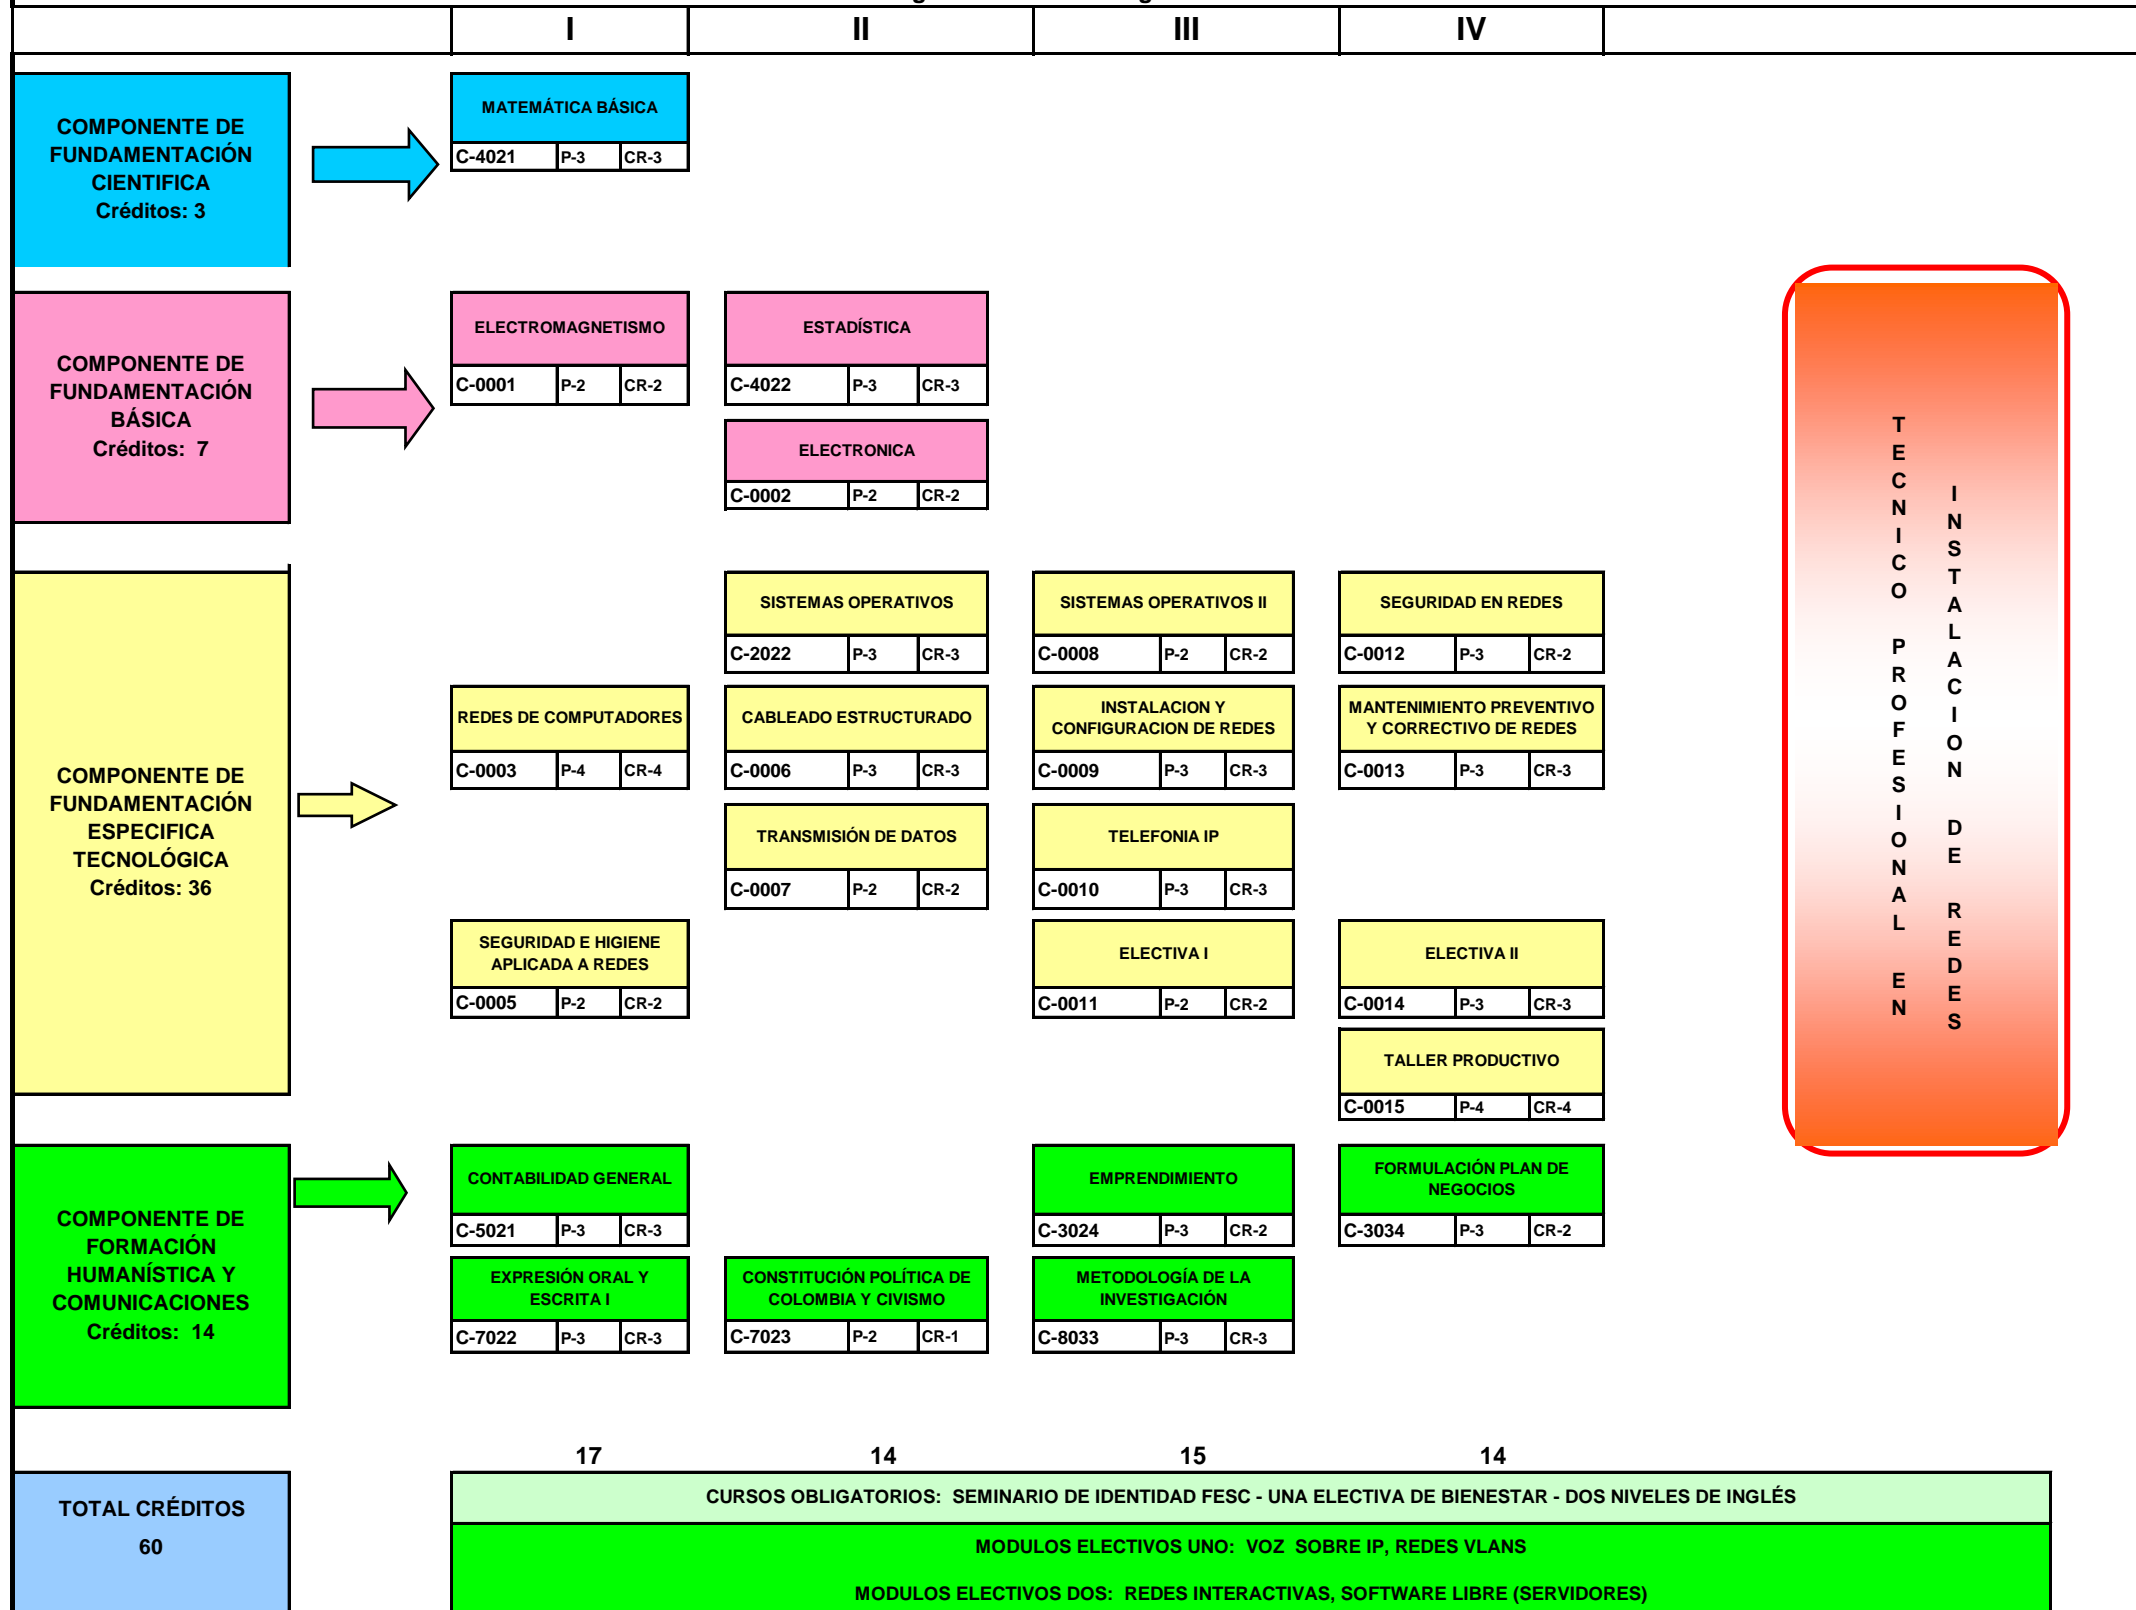 I II III IV
COMPONENTE DE
FUNDAMENTACIÓN
CIENTIFICA
Créditos: 3
MATEMÁTICA BÁSICA
C-4021 P-3 CR-3
COMPONENTE DE
FUNDAMENTACIÓN
BÁSICA
Créditos: 7
ELECTROMAGNETISMO
C-0001 P-2 CR-2
ESTADÍSTICA
C-4022 P-3 CR-3
ELECTRONICA
C-0002 P-2 CR-2
COMPONENTE DE
FUNDAMENTACIÓN
ESPECIFICA
TECNOLÓGICA
Créditos: 36
SISTEMAS OPERATIVOS
C-2022 P-3 CR-3
SISTEMAS OPERATIVOS II
C-0008 P-2 CR-2
SEGURIDAD EN REDES
C-0012 P-3 CR-2
REDES DE COMPUTADORES
C-0003 P-4 CR-4
CABLEADO ESTRUCTURADO
C-0006 P-3 CR-3
INSTALACION Y
CONFIGURACION DE REDES
C-0009 P-3 CR-3
MANTENIMIENTO PREVENTIVO
Y CORRECTIVO DE REDES
C-0013 P-3 CR-3
TRANSMISIÓN DE DATOS
C-0007 P-2 CR-2
TELEFONIA IP
C-0010 P-3 CR-3
SEGURIDAD E HIGIENE
APLICADA A REDES
C-0005 P-2 CR-2
ELECTIVA I
C-0011 P-2 CR-2
ELECTIVA II
C-0014 P-3 CR-3
TALLER PRODUCTIVO
C-0015 P-4 CR-4
COMPONENTE DE
FORMACIÓN
HUMANÍSTICA Y
COMUNICACIONES
Créditos: 14
CONTABILIDAD GENERAL
C-5021 P-3 CR-3
EMPRENDIMIENTO
C-3024 P-3 CR-2
FORMULACIÓN PLAN DE
NEGOCIOS
C-3034 P-3 CR-2
EXPRESIÓN ORAL Y
ESCRITA I
C-7022 P-3 CR-3
CONSTITUCIÓN POLÍTICA DE
COLOMBIA Y CIVISMO
C-7023 P-2 CR-1
METODOLOGÍA DE LA
INVESTIGACIÓN
C-8033 P-3 CR-3
TECNICO PROFESIONAL EN
INSTALACION DE REDES
17 14 15 14
TOTAL CRÉDITOS
60
CURSOS OBLIGATORIOS: SEMINARIO DE IDENTIDAD FESC - UNA ELECTIVA DE BIENESTAR - DOS NIVELES DE INGLÉS
MODULOS ELECTIVOS UNO: VOZ SOBRE IP, REDES VLANS
MODULOS ELECTIVOS DOS: REDES INTERACTIVAS, SOFTWARE LIBRE (SERVIDORES)